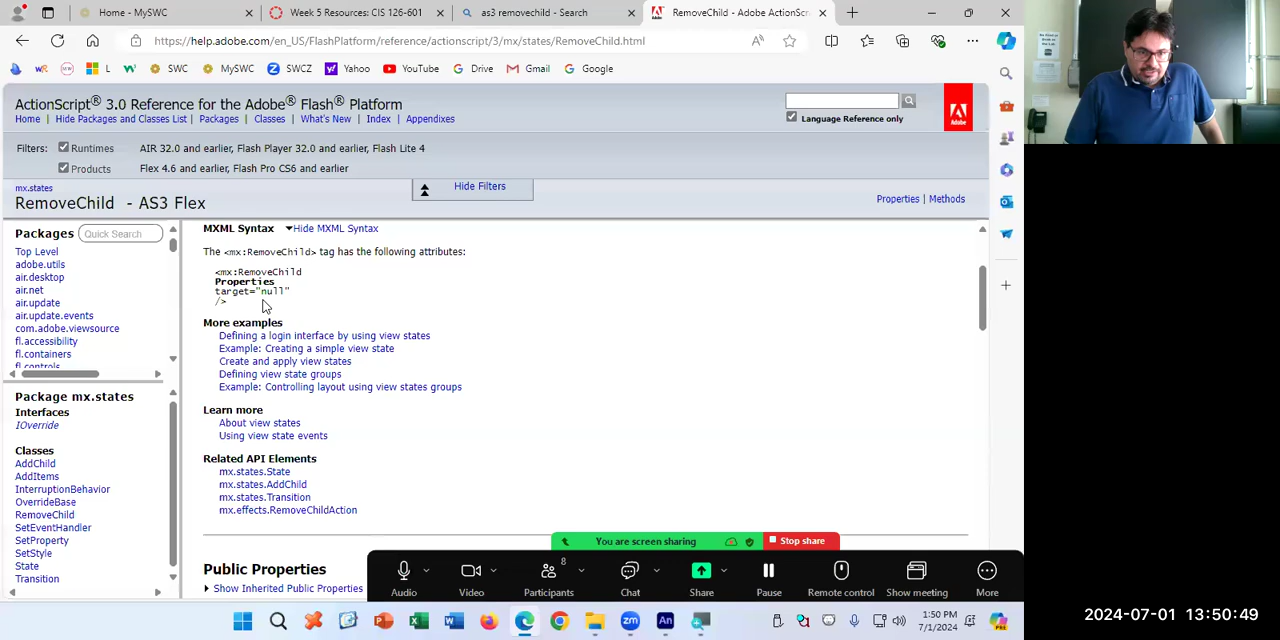 Home - MySWC
Week 5 Resources: CIS 126-601
as3 removechild - Search
RemoveChild - Adobe ActionScri
https://help.adobe.com/en_US/FlashPlatform/reference/actionscript/3/mx/states/RemoveChild.html
L
SWC
MySWC
SWCZ
Yahoo
YouTube
Drive
Gmail
Google
ActionScript® 3.0 Reference for the Adobe® Flash® Platform
Home | Hide Packages and Classes List | Packages | Classes | What's New | Index | Appendixes
Language Reference only
Adobe
Filters: Runtimes AIR 32.0 and earlier, Flash Player 32.0 and earlier, Flash Lite 4
Products Flex 4.6 and earlier, Flash Pro CS6 and earlier
Hide Filters
mx.states
RemoveChild - AS3 Flex
Properties | Methods
Packages Quick Search
Top Level
adobe.utils
air.desktop
air.net
air.update
air.update.events
com.adobe.viewsource
fl.accessibility
fl.containers
fl.controls
Package mx.states
Interfaces
IOverride
Classes
AddChild
AddItems
InterruptionBehavior
OverrideBase
RemoveChild
SetEventHandler
SetProperty
SetStyle
State
Transition
MXML Syntax Hide MXML Syntax
The <mx:RemoveChild> tag has the following attributes:
<mx:RemoveChild
Properties
target="null"
/>
More examples
Defining a login interface by using view states
Example: Creating a simple view state
Create and apply view states
Defining view state groups
Example: Controlling layout using view states groups
Learn more
About view states
Using view state events
Related API Elements
mx.states.State
mx.states.AddChild
mx.states.Transition
mx.effects.RemoveChildAction
Public Properties
Show Inherited Public Properties
You are screen sharing
Stop share
8
Audio
Video
Participants
Chat
Share
Pause
Remote control
Show meeting
More
1:50 PM
7/1/2024
2024-07-01 13:50:49